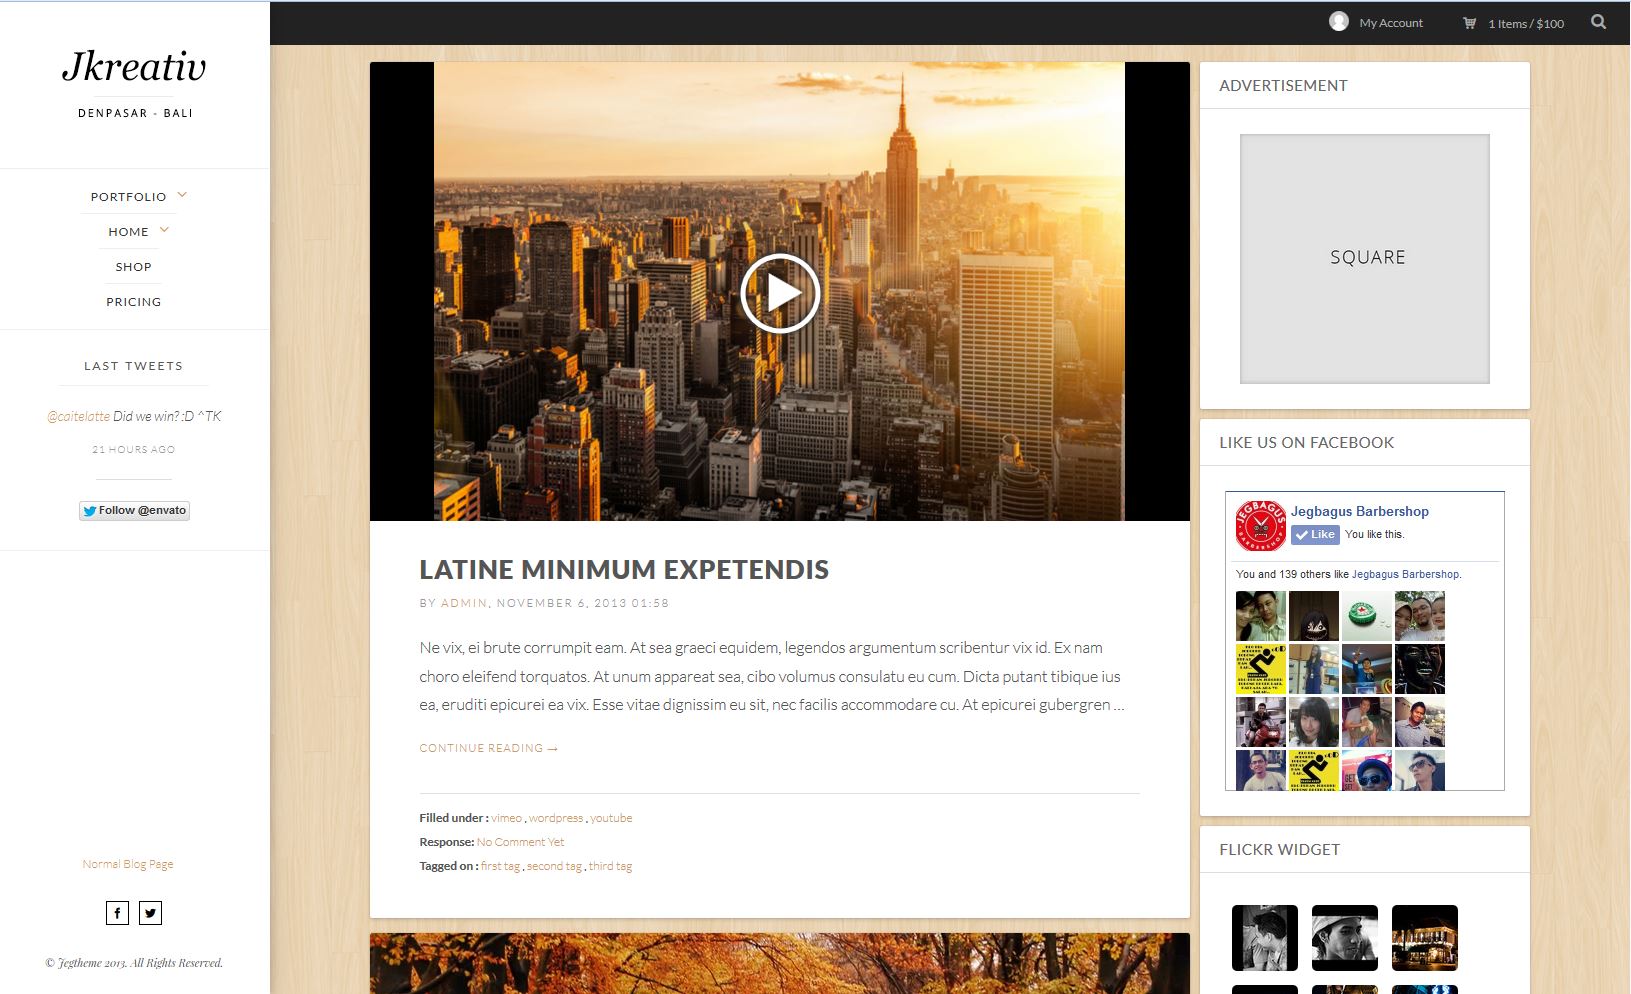 Jkreativ
DENPASAR - BALI
PORTFOLIO
HOME
SHOP
PRICING
LAST TWEETS
@caitelatte Did we win? :D ^TK
21 HOURS AGO
Follow @envato
Normal Blog Page
© Jegtheme 2013. All Rights Reserved.
My Account
1 Items / $100
LATINE MINIMUM EXPETENDIS
BY ADMIN, NOVEMBER 6, 2013 01:58
Ne vix, ei brute corrumpit eam. At sea graeci equidem, legendos argumentum scribentur vix id. Ex nam
choro eleifend torquatos. At unum appareat sea, cibo volumus consulatu eu cum. Dicta putant tibique ius
ea, eruditi epicurei ea vix. Esse vitae dignissim eu sit, nec facilis accommodare cu. At epicurei gubergren ...
CONTINUE READING →
Filled under : vimeo , wordpress , youtube
Response: No Comment Yet
Tagged on : first tag , second tag , third tag
ADVERTISEMENT
SQUARE
LIKE US ON FACEBOOK
JEGBAGUS
BARBERSHOP
Jegbagus Barbershop
Like You like this.
You and 139 others like Jegbagus Barbershop.
GET
FLICKR WIDGET